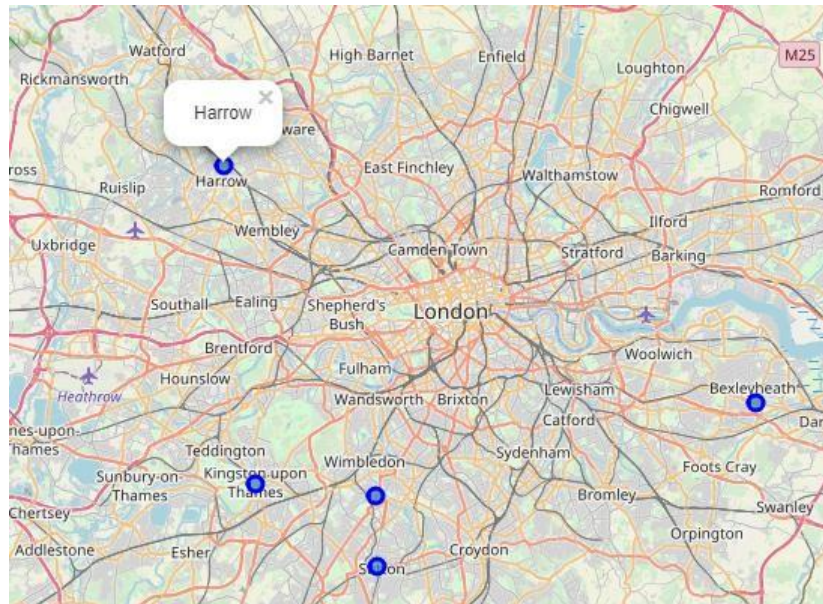 Watford
High Barnet
Enfield
Loughton
M25
Rickmansworth
Chigwell
Harrow
×
ware
East Finchley
Walthamstow
ross
Ruislip
Harrow
Romford
Ilford
Wembley
Camden Town
Uxbridge
Stratford
Barking
Southall
Ealing
Shepherd's
Bush
London
Brentford
Woolwich
Hounslow
Fulham
Heathrow
Wandsworth
Brixton
Lewisham
Bexleyheath
Catford
Dar
nes-upon-
Thames
Teddington
Wimbledon
Sydenham
Sunbury-on-
Thames
Kingston upon
Thames
Foots Cray
Bromley
Swanley
Chertsey
Orpington
Addlestone
Esher
Croydon
Sutton